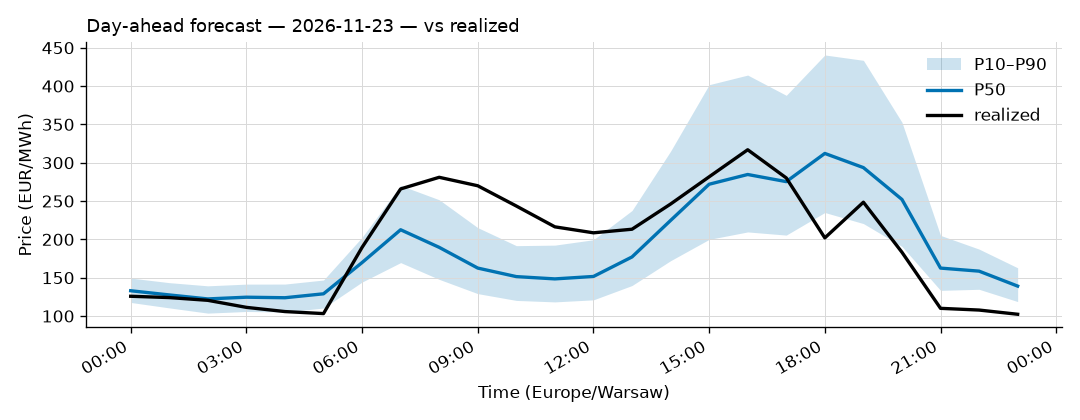 Day-ahead forecast — 2026-11-23 — vs realized
450
400
350
300
250
200
150
100
Price (EUR/MWh)
P10–P90
P50
realized
00:00
03:00
06:00
09:00
12:00
15:00
18:00
21:00
00:00
Time (Europe/Warsaw)